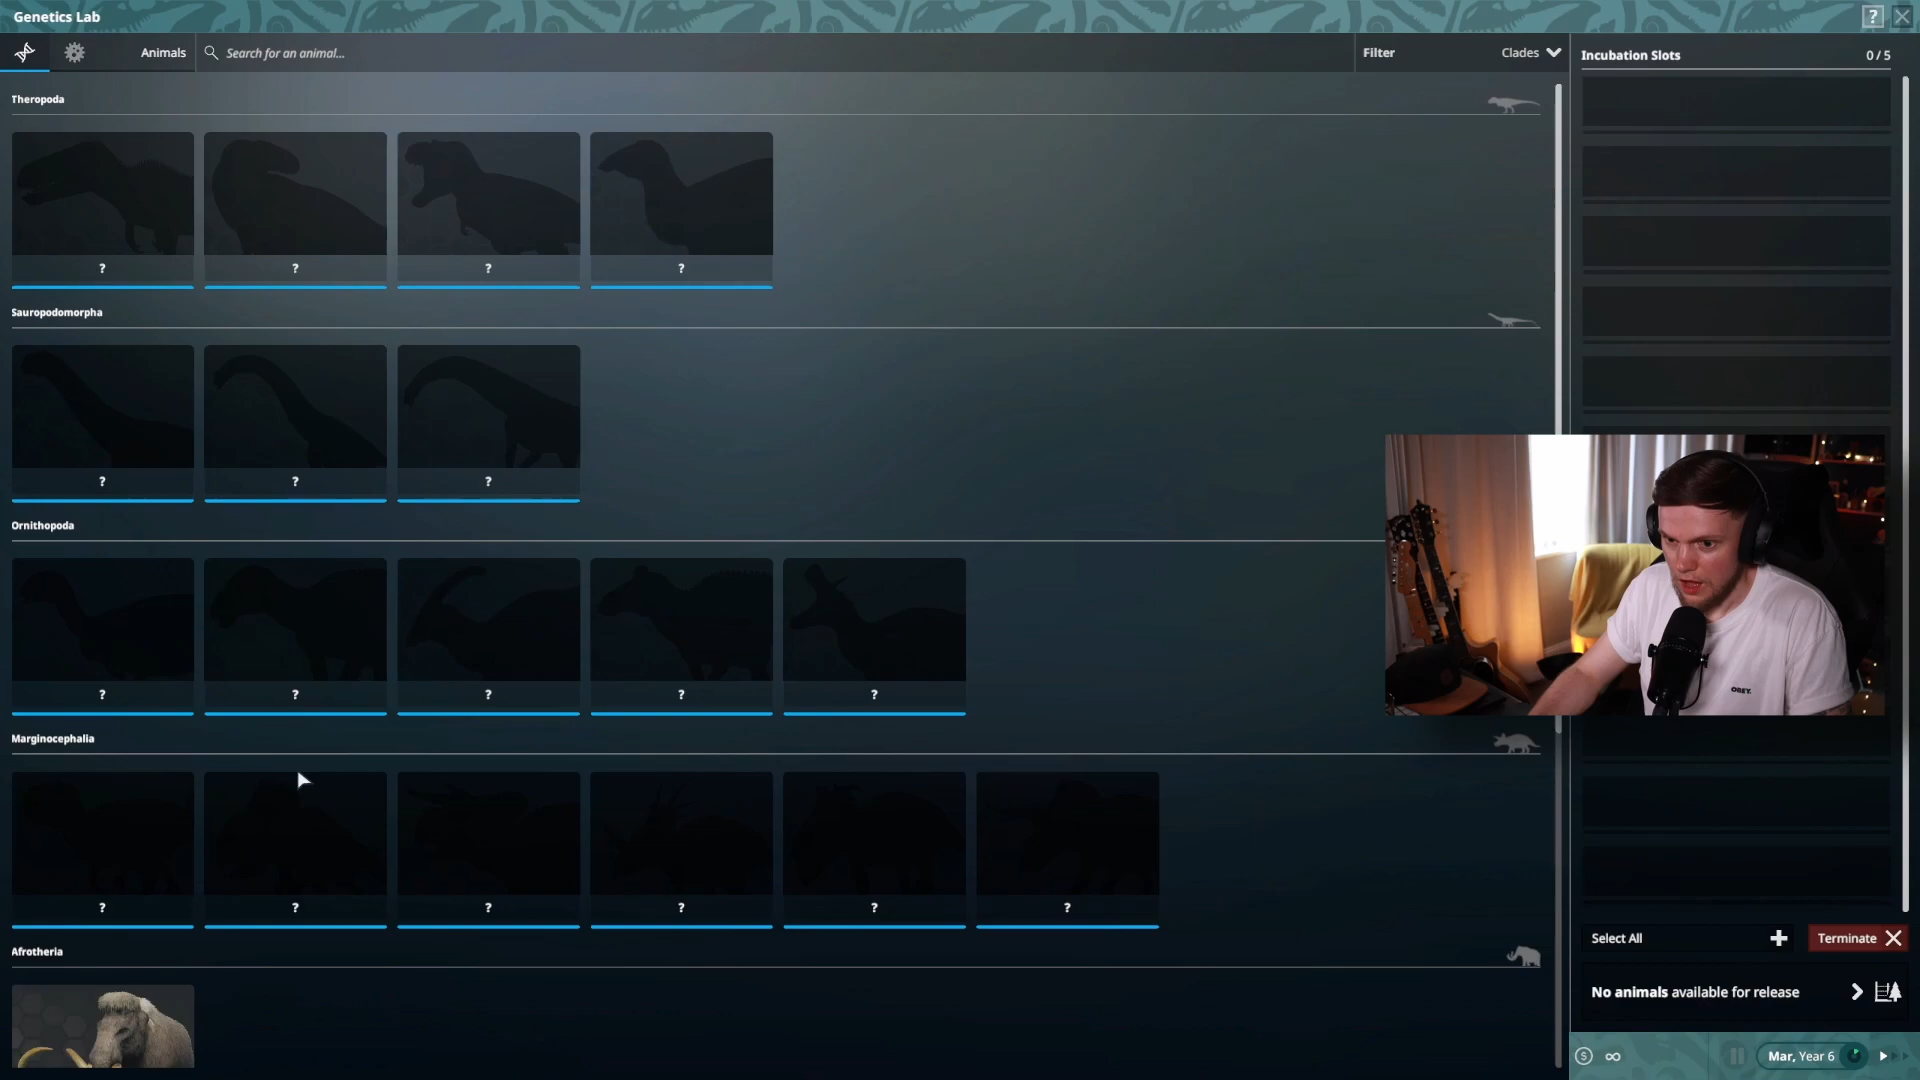 Genetics Lab
?
Animals
Search for an animal...
Filter
Clades
Incubation Slots
0 / 5
Theropoda
?
?
?
?
Sauropodomorpha
?
?
?
Ornithopoda
?
?
?
?
?
OBEY.
Marginocephalia
?
?
?
?
?
?
Select All
Terminate
Afrotheria
No animals available for release
$ ∞
Mar, Year 6